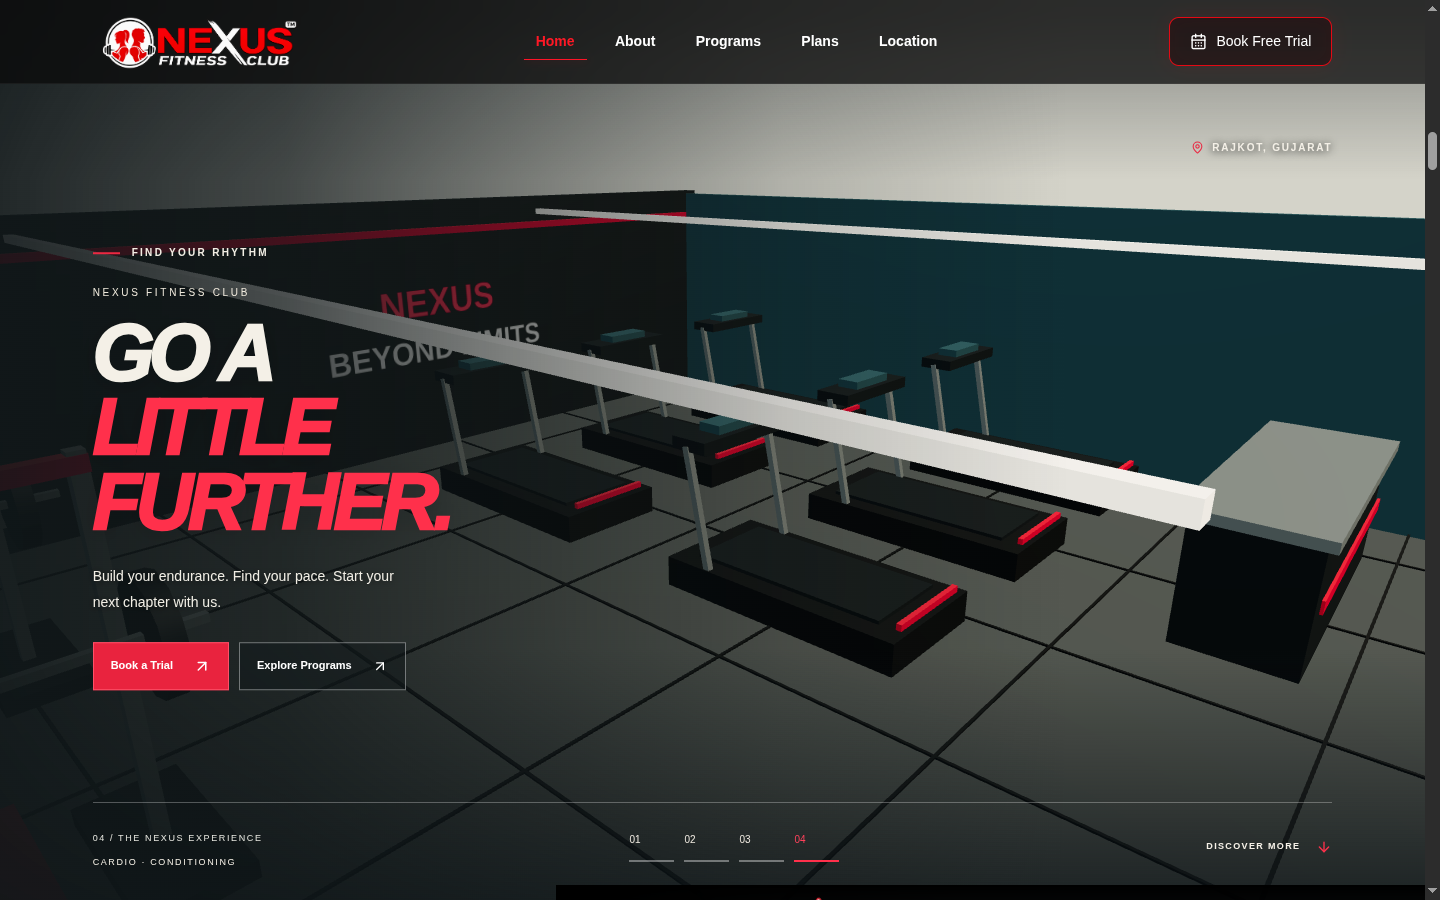 NEXUS TM
FITNESS CLUB
Home
About
Programs
Plans
Location
Book Free Trial
RAJKOT, GUJARAT
FIND YOUR RHYTHM
NEXUS FITNESS CLUB
NEXUS
GO A
LITTLE
FURTHER.
Build your endurance. Find your pace. Start your
next chapter with us.
Book a Trial
Explore Programs
04 / THE NEXUS EXPERIENCE
CARDIO · CONDITIONING
01
02
03
04
DISCOVER MORE